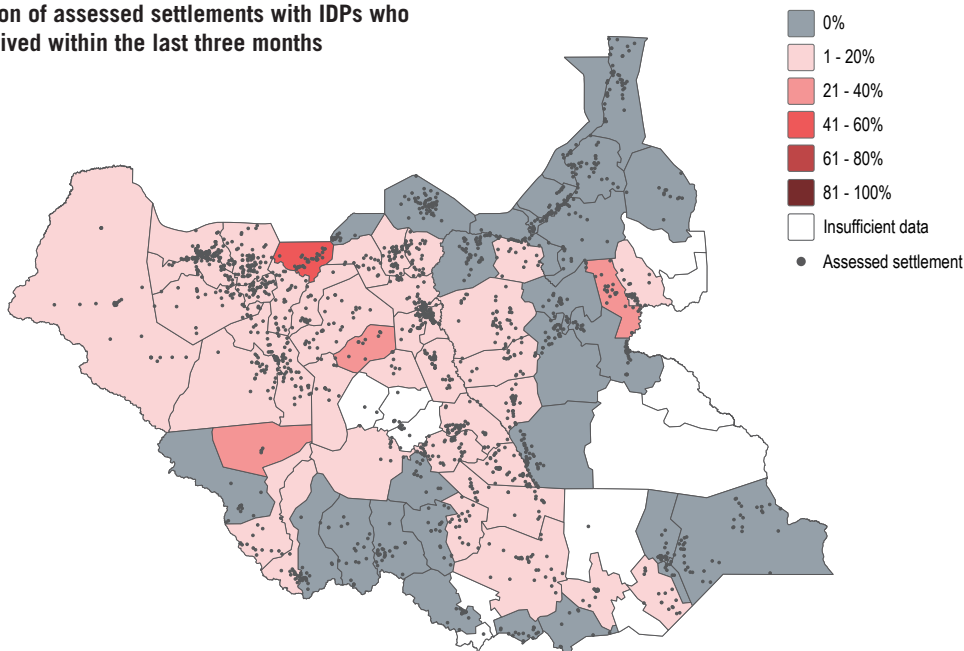 on of assessed settlements with IDPs who
ived within the last three months
0%
1 - 20%
21 - 40%
41 - 60%
61 - 80%
81 - 100%
Insufficient data
Assessed settlement